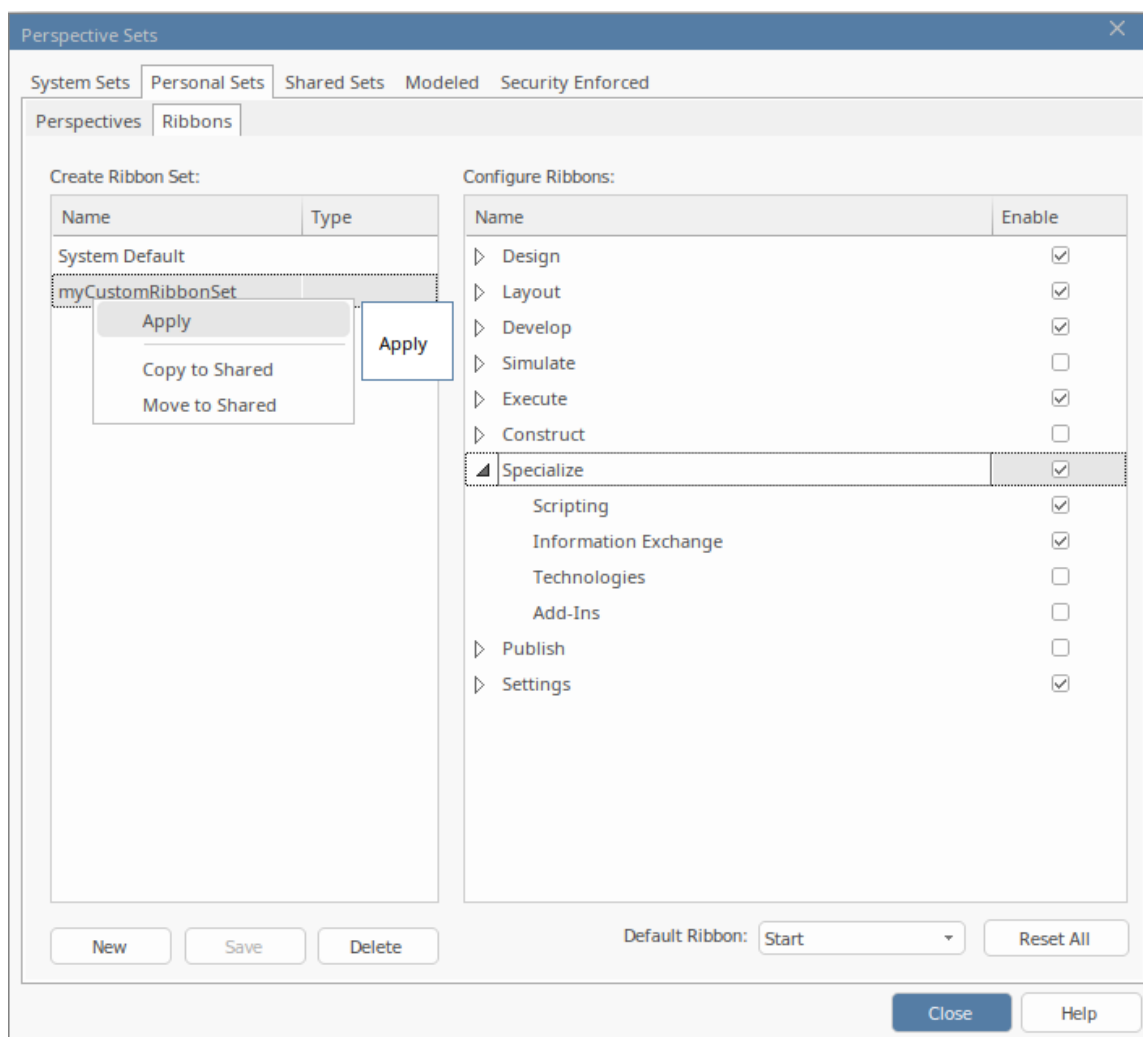 Perspective Sets
System Sets Personal Sets Shared Sets Modeled Security Enforced
Perspectives Ribbons
Create Ribbon Set:
Name Type
System Default
myCustomRibbonSet
Apply
Copy to Shared
Move to Shared
Apply
New Save Delete
Configure Ribbons:
Name Enable
Design
Layout
Develop
Simulate
Execute
Construct
Specialize
Scripting
Information Exchange
Technologies
Add-Ins
Publish
Settings
Default Ribbon: Start Reset All
Close Help